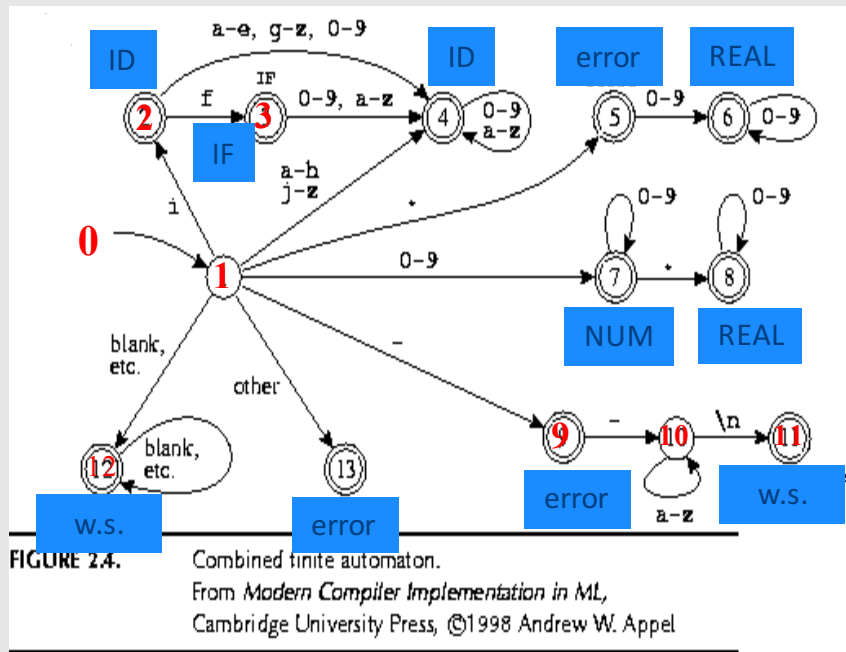 a-e, g-z, 0-9
ID
ID
error
REAL
IF
2
f
3
0-9, a-z
4
0-9
a-z
5
0-9
6
0-9
IF
a-h
j-z
.
i
0
1
0-9
0-9
0-9
7
.
8
NUM
REAL
blank,
etc.
other
-
12
blank,
etc.
13
9
-
10
\n
11
a-z
w.s.
error
error
w.s.
FIGURE 2.4. Combined finite automaton.
From Modern Compiler Implementation in ML,
Cambridge University Press, ©1998 Andrew W. Appel